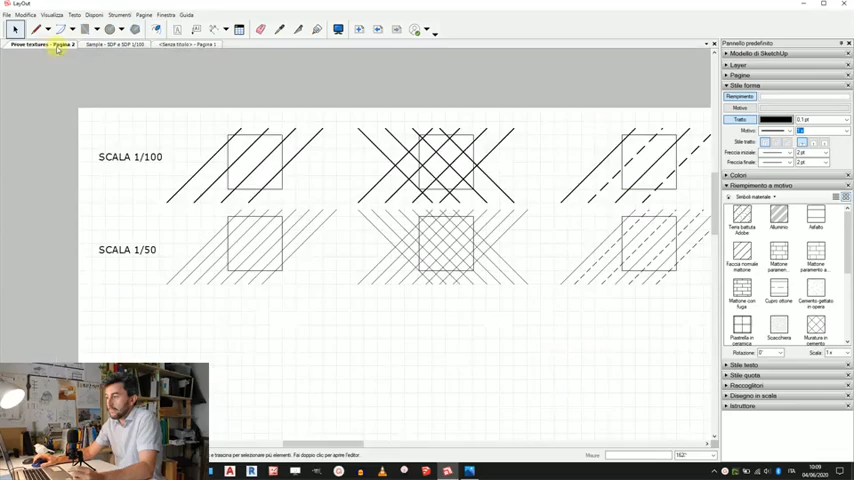 LayOut
File Modifica Visualizza Testo Disponi Strumenti Pagine Finestra Guida
Prove textures - Pagina 2
Sample - SDF e SDF 1/100
<Senza titolo> - Pagina 1
Pannello predefinito
Modello di SketchUp
Layer
Pagine
Stile forma
Riempimento
Motivo
Tratto: 0,1 pt
Motivo: 1 x
Stile tratto:
Freccia iniziale: 2 pt
Freccia finale: 2 pt
Colori
Riempimento a motivo
Simboli materiale
Terra battuta Adobe
Alluminio
Asfalto
Faccia normale mattone
Mattone paramen...
Mattone paramento a...
Mattone con fuga
Cupri ottone
Cemento gettato in opera
Piastrella in ceramica
Scacchiera
Muratura in cemento
Rotazione: 0°
Scala: 1 x
Stile testo
Stile quota
Raccoglitori
Disegno in scala
Istruttore
SCALA 1/100
SCALA 1/50
e trascina per selezionare più elementi. Fai doppio clic per aprire l'editor.
Misure
162°
ITA
10:09
04/06/2020